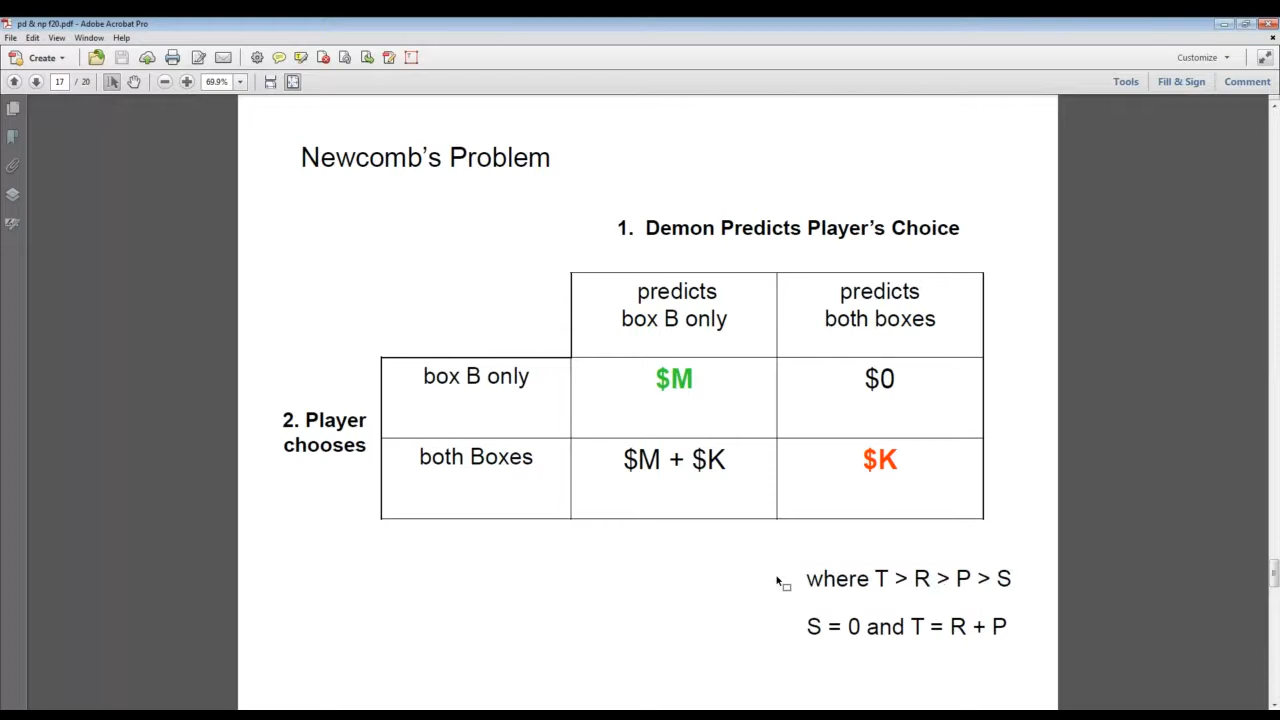 pd & np f20.pdf - Adobe Acrobat Pro
File Edit View Window Help
Create Customize
17 / 20 69.9% Tools Fill & Sign Comment
Newcomb’s Problem
1. Demon Predicts Player’s Choice
predicts box B only
predicts both boxes
2. Player chooses
box B only $M $0
both Boxes $M + $K $K
where T > R > P > S
S = 0 and T = R + P